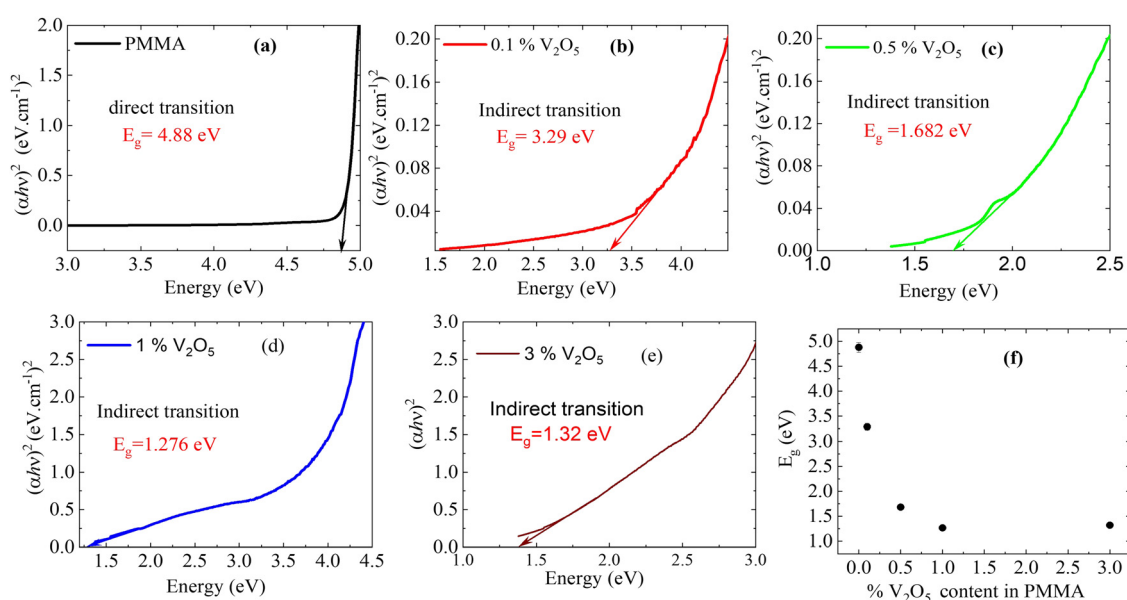 PMMA
(a)
direct transition
E_g= 4.88 eV
(αhν)² (eV.cm⁻¹)²
2.0
1.5
1.0
0.5
0.0
3.0 3.5 4.0 4.5 5.0
Energy (eV)
0.1 % V₂O₅
(b)
Indirect transition
E_g= 3.29 eV
(αhν)² (eV.cm⁻¹)²
0.20
0.16
0.12
0.08
0.04
1.5 2.0 2.5 3.0 3.5 4.0
Energy (eV)
0.5 % V₂O₅
(c)
Indirect transition
E_g =1.682 eV
(αhν)² (eV.cm⁻¹)²
0.20
0.16
0.12
0.08
0.04
0.00
1.0 1.5 2.0 2.5
Energy (eV)
1 % V₂O₅
(d)
Indirect transition
E_g=1.276 eV
(αhν)² (eV.cm⁻¹)²
3.0
2.5
2.0
1.5
1.0
0.5
0.0
1.5 2.0 2.5 3.0 3.5 4.0 4.5
Energy (eV)
3 % V₂O₅
(e)
Indirect transition
E_g=1.32 eV
(αhν)²
3.0
2.5
2.0
1.5
1.0
0.5
0.0
1.0 1.5 2.0 2.5 3.0
Energy (eV)
(f)
E_g (eV)
5.0
4.5
4.0
3.5
3.0
2.5
2.0
1.5
1.0
0.0 0.5 1.0 1.5 2.0 2.5 3.0
% V₂O₅ content in PMMA